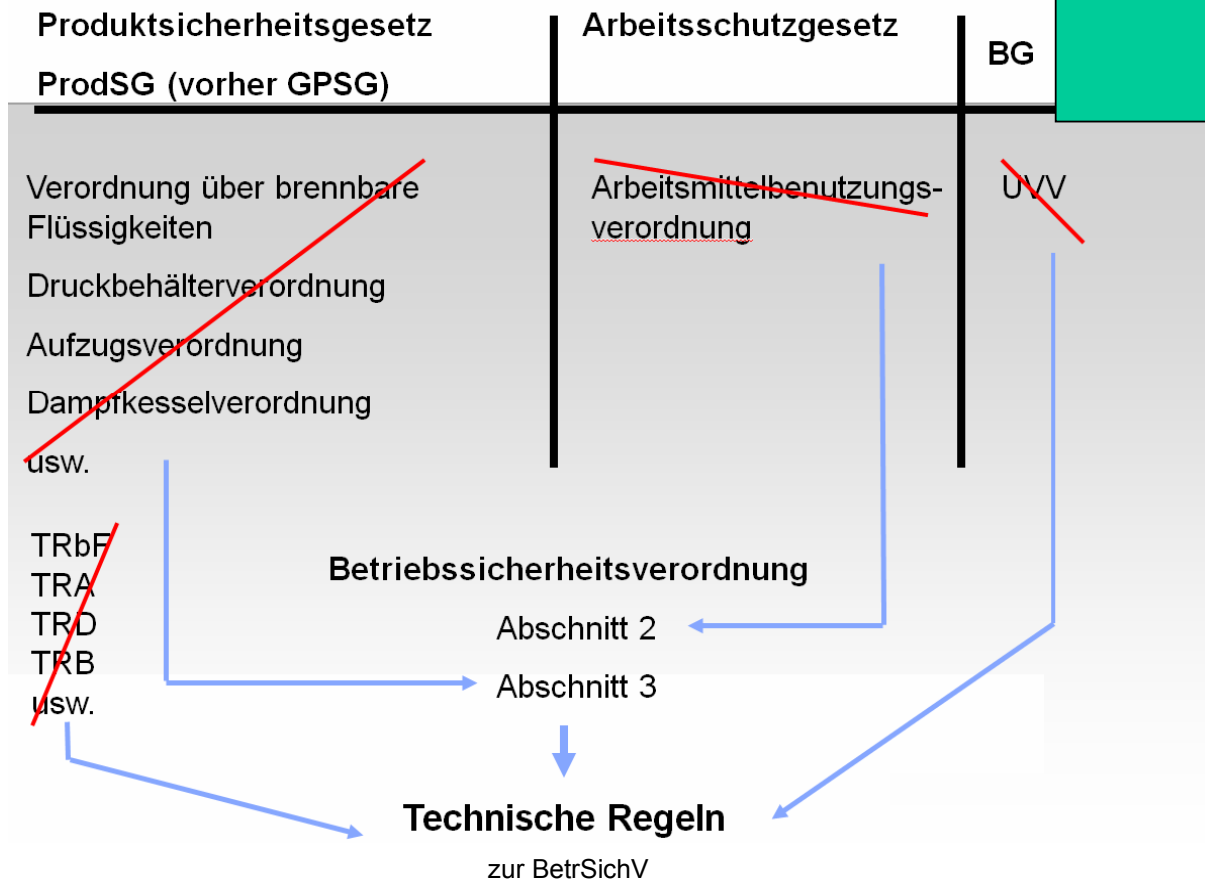 Produktsicherheitsgesetz
ProdSG (vorher GPSG)
Arbeitsschutzgesetz
BG
Verordnung über brennbare
Flüssigkeiten
Druckbehälterverordnung
Aufzugsverordnung
Dampfkesselverordnung
usw.
Arbeitsmittelbenutzungs-
verordnung
UVV
TRbF
TRA
TRD
TRB
usw.
Betriebssicherheitsverordnung
Abschnitt 2
Abschnitt 3
Technische Regeln
zur BetrSichV